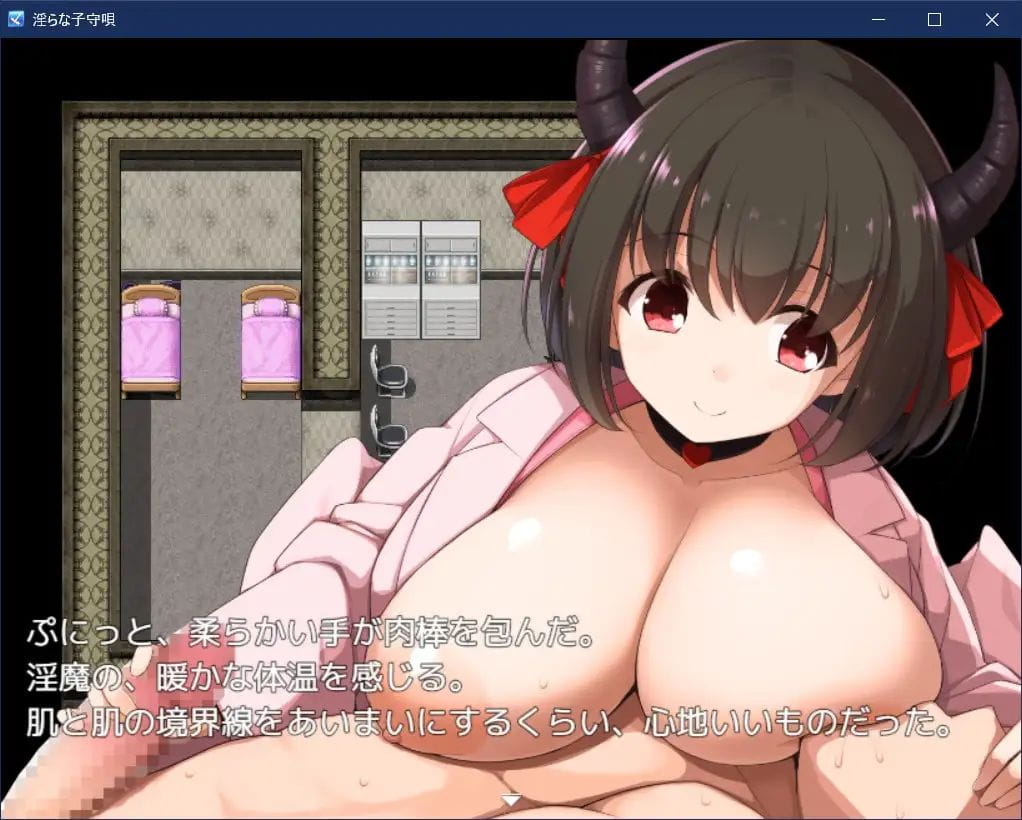 淫らな子守唄
ぷにっと、柔らかい手が肉棒を包んだ。
淫魔の、暖かな体温を感じる。
肌と肌の境界線をあいまいにするくらい、心地いいものだった。